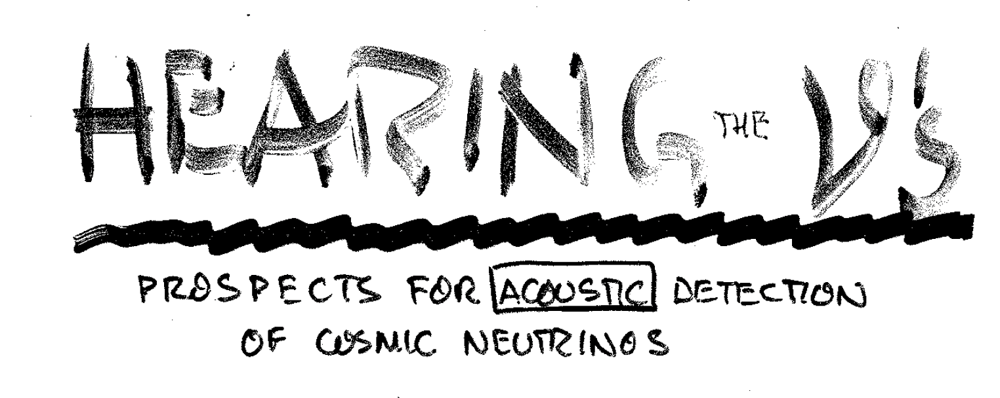 HEARING THE ν's
PROSPECTS FOR ACOUSTIC DETECTION
OF COSMIC NEUTRINOS